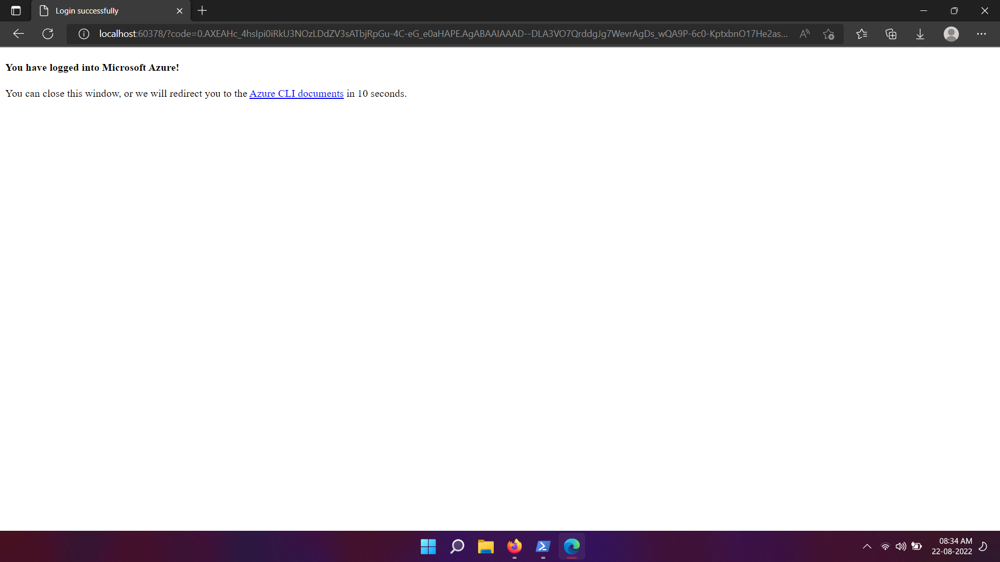 Login successfully
localhost:60378/?code=0.AXEAHc_4hsIpi0iRkU3NOzLDdZV3sATbjRpGu-4C-eG_e0aHAPE.AgABAAIAAAD--DLA3VO7QrddgJg7WevrAgDs_wQA9P-6c0-KptxbnO17He2as...
You have logged into Microsoft Azure!
You can close this window, or we will redirect you to the Azure CLI documents in 10 seconds.
08:34 AM
22-08-2022